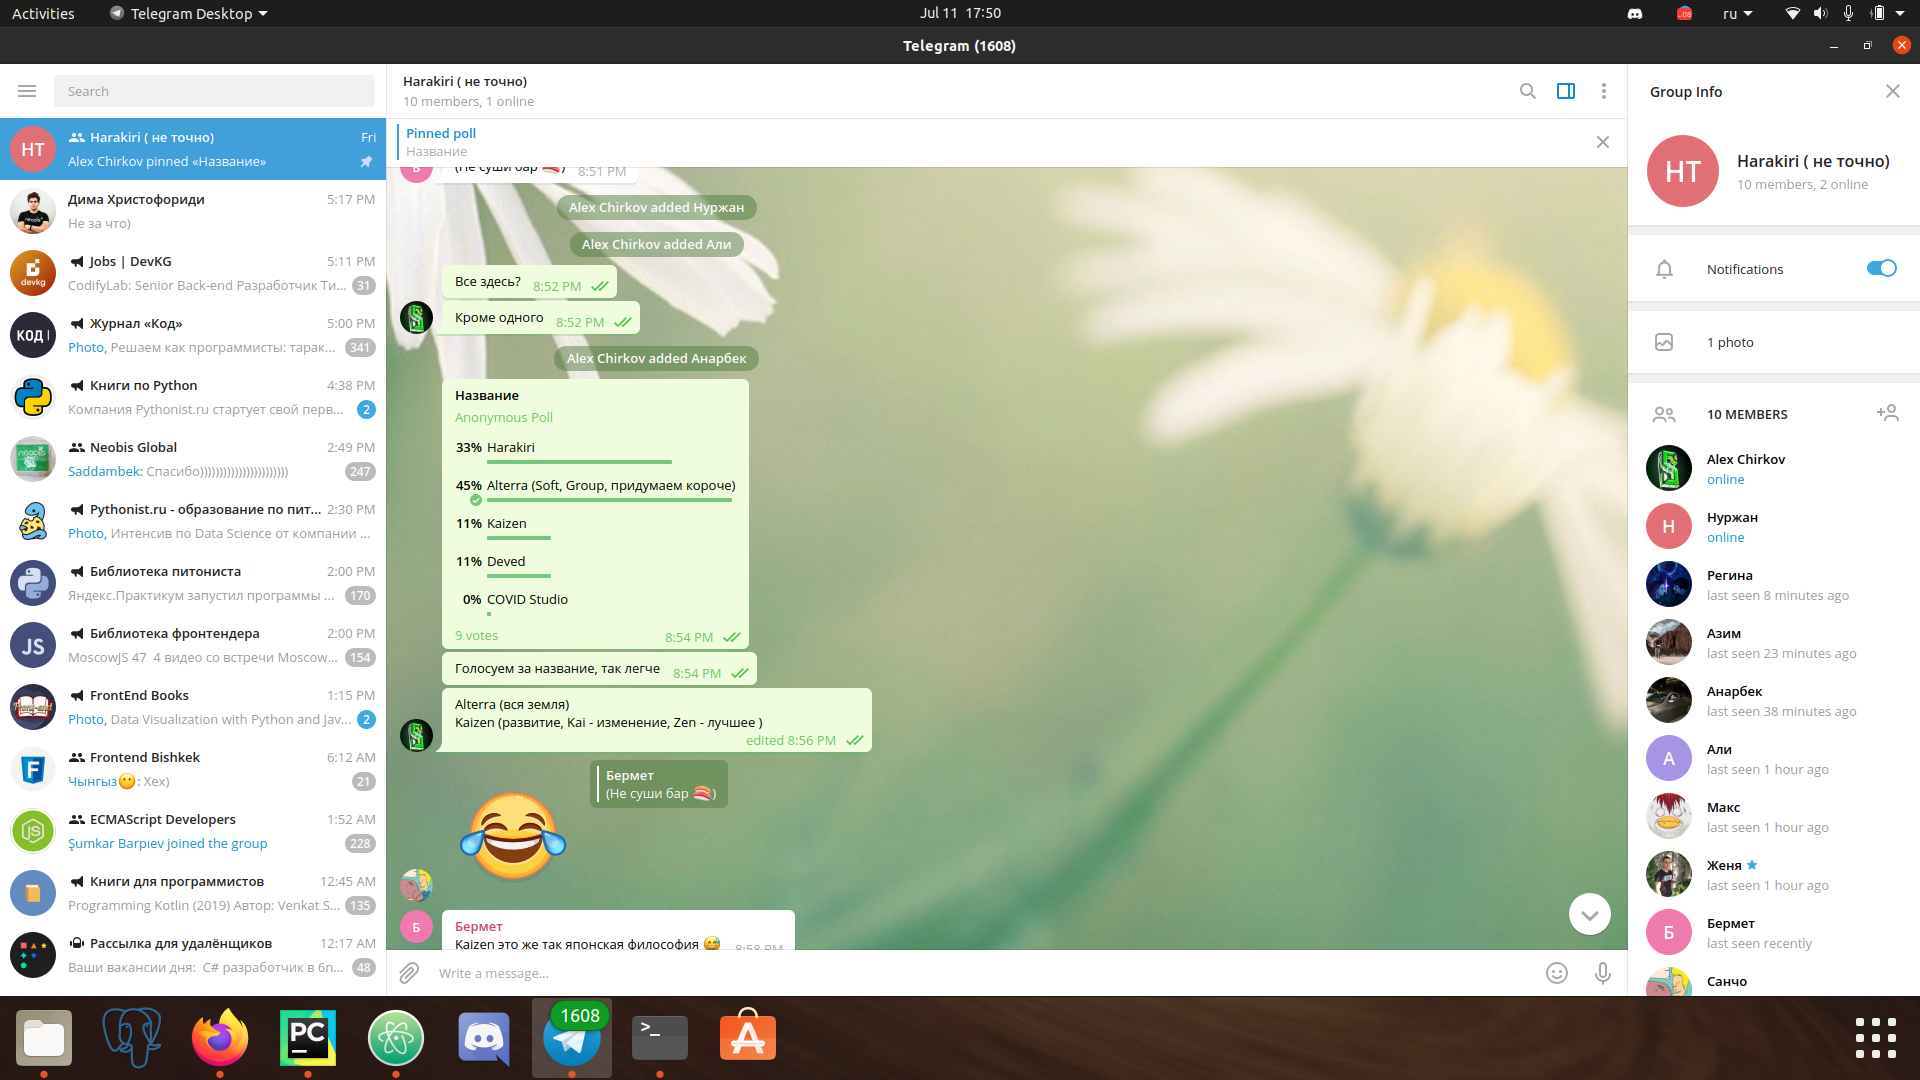 Activities
Telegram Desktop
Jul 11 17:50
ru
Telegram (1608)
Search
Harakiri ( не точно)
Fri
Alex Chirkov pinned «Название»
Дима Христофориди
5:17 PM
Не за что)
Jobs | DevKG
5:11 PM
CodifyLab: Senior Back-end Разработчик Ти...
31
Журнал «Код»
5:00 PM
Photo, Решаем как программисты: тарак...
341
Книги по Python
4:38 PM
Компания Pythonist.ru стартует свой перв...
2
Neobis Global
2:49 PM
Saddambek: Спасибо)))))))))))))))))))))))
247
Pythonist.ru - образование по пит...
2:30 PM
Photo, Интенсив по Data Science от компании ...
Библиотека питониста
2:00 PM
Яндекс.Практикум запустил программы ...
170
Библиотека фронтендера
2:00 PM
MoscowJS 47 4 видео со встречи Moscow...
154
FrontEnd Books
1:15 PM
Photo, Data Visualization with Python and Jav...
2
Frontend Bishkek
6:12 AM
Чынгыз😶: Хех)
21
ECMAScript Developers
1:52 AM
Şumkar Barpıev joined the group
228
Книги для программистов
12:45 AM
Programming Kotlin (2019) Автор: Venkat S...
135
Рассылка для удалёнщиков
12:17 AM
Ваши вакансии дня: C# разработчик в 6n...
48
Harakiri ( не точно)
10 members, 1 online
Pinned poll
Название
(Не суши бар 🍣)
8:51 PM
Alex Chirkov added Нуржан
Alex Chirkov added Али
Все здесь?
8:52 PM
Кроме одного
8:52 PM
Alex Chirkov added Анарбек
Название
Anonymous Poll
33% Harakiri
45% Alterra (Soft, Group, придумаем короче)
11% Kaizen
11% Deved
0% COVID Studio
9 votes
8:54 PM
Голосуем за название, так легче
8:54 PM
Alterra (вся земля)
Kaizen (развитие, Kai - изменение, Zen - лучшее )
edited 8:56 PM
Бермет
(Не суши бар 🍣)
Бермет
Kaizen это же так японская философия 😅
8:58 PM
Write a message...
Group Info
Harakiri ( не точно)
10 members, 2 online
Notifications
1 photo
10 MEMBERS
Alex Chirkov
online
Нуржан
online
Регина
last seen 8 minutes ago
Азим
last seen 23 minutes ago
Анарбек
last seen 38 minutes ago
Али
last seen 1 hour ago
Макс
last seen 1 hour ago
Женя
last seen 1 hour ago
Бермет
last seen recently
Санчо
HT
devkg
КОД
JS
HT
Н
А
Б
Б
PC
1608